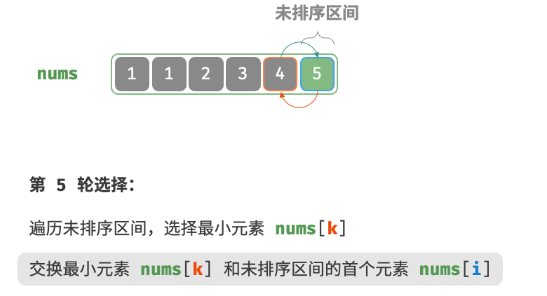 未排序区间
nums 1 1 2 3 4 5
第 5 轮选择：
遍历未排序区间，选择最小元素 nums[k]
交换最小元素 nums[k] 和未排序区间的首个元素 nums[i]